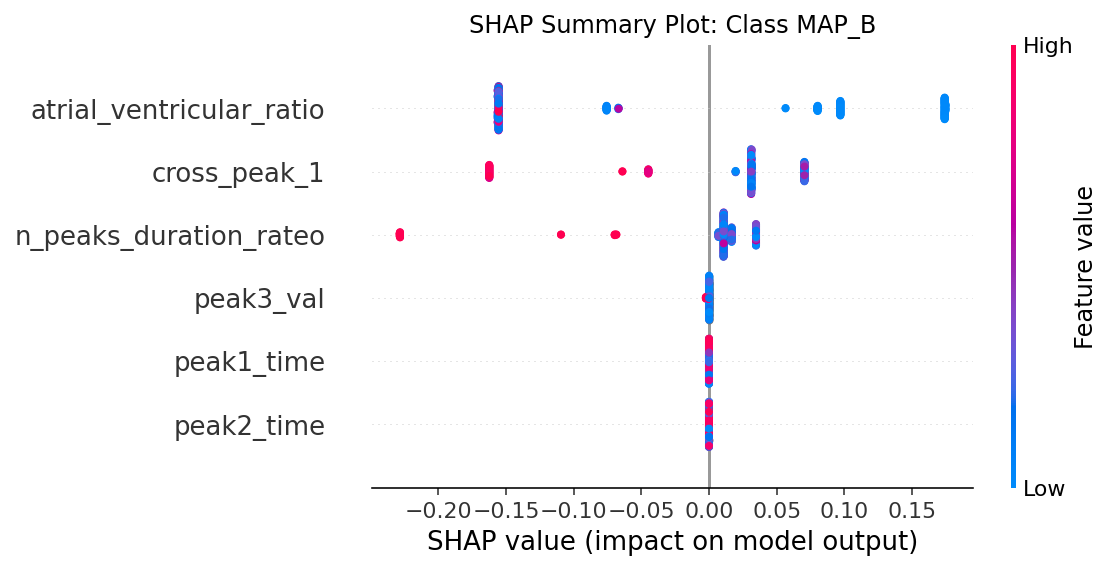 SHAP Summary Plot: Class MAP_B
High
atrial_ventricular_ratio
cross_peak_1
n_peaks_duration_rateo
peak3_val
peak1_time
peak2_time
Feature value
Low
−0.20 −0.15 −0.10 −0.05 0.00 0.05 0.10 0.15
SHAP value (impact on model output)